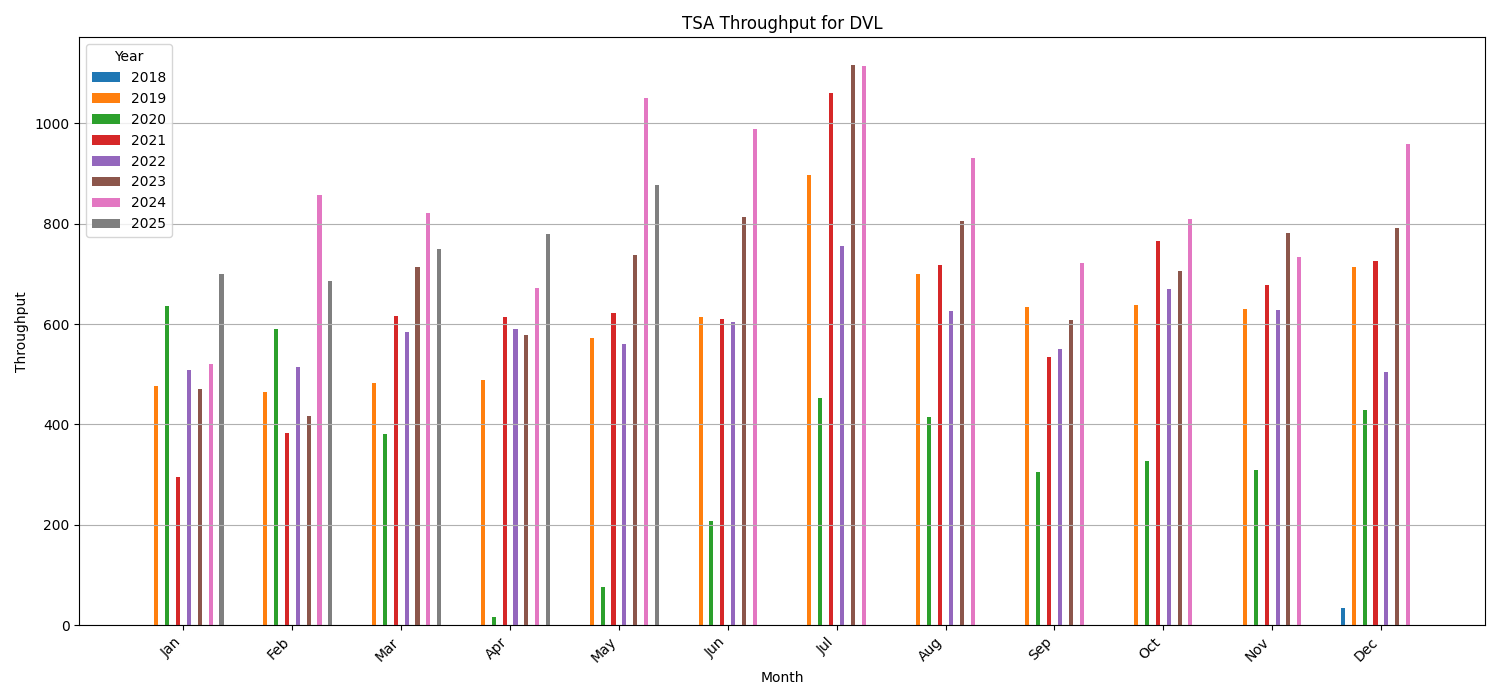 TSA Throughput for DVL
Year
2018
2019
2020
2021
2022
2023
2024
2025
Throughput
1000
800
600
400
200
0
Jan
Feb
Mar
Apr
May
Jun
Jul
Aug
Sep
Oct
Nov
Dec
Month